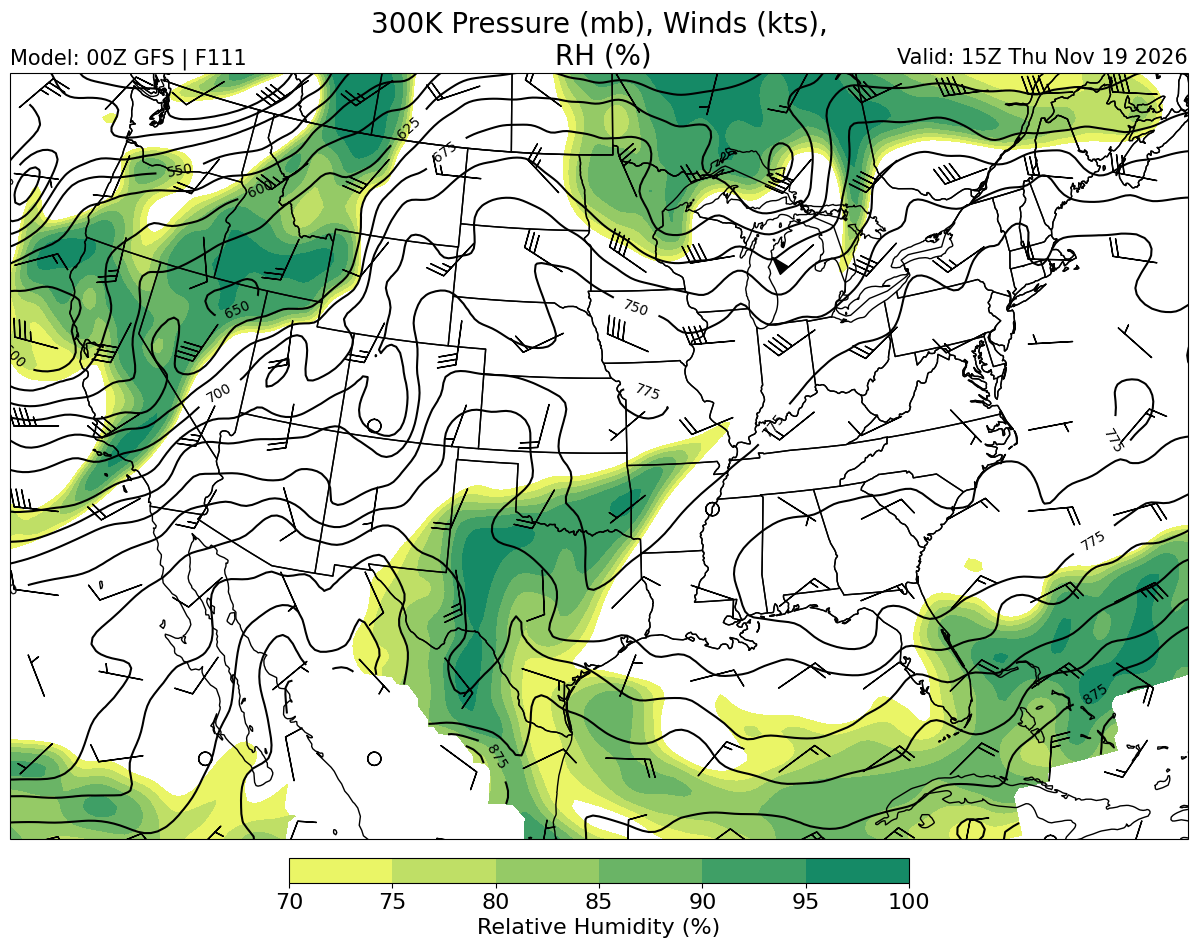 300K Pressure (mb), Winds (kts),
RH (%)
Model: 00Z GFS | F111
Valid: 15Z Thu Nov 19 2026
625
675
550
600
650
750
700
775
775
775
875
875
70 75 80 85 90 95 100
Relative Humidity (%)